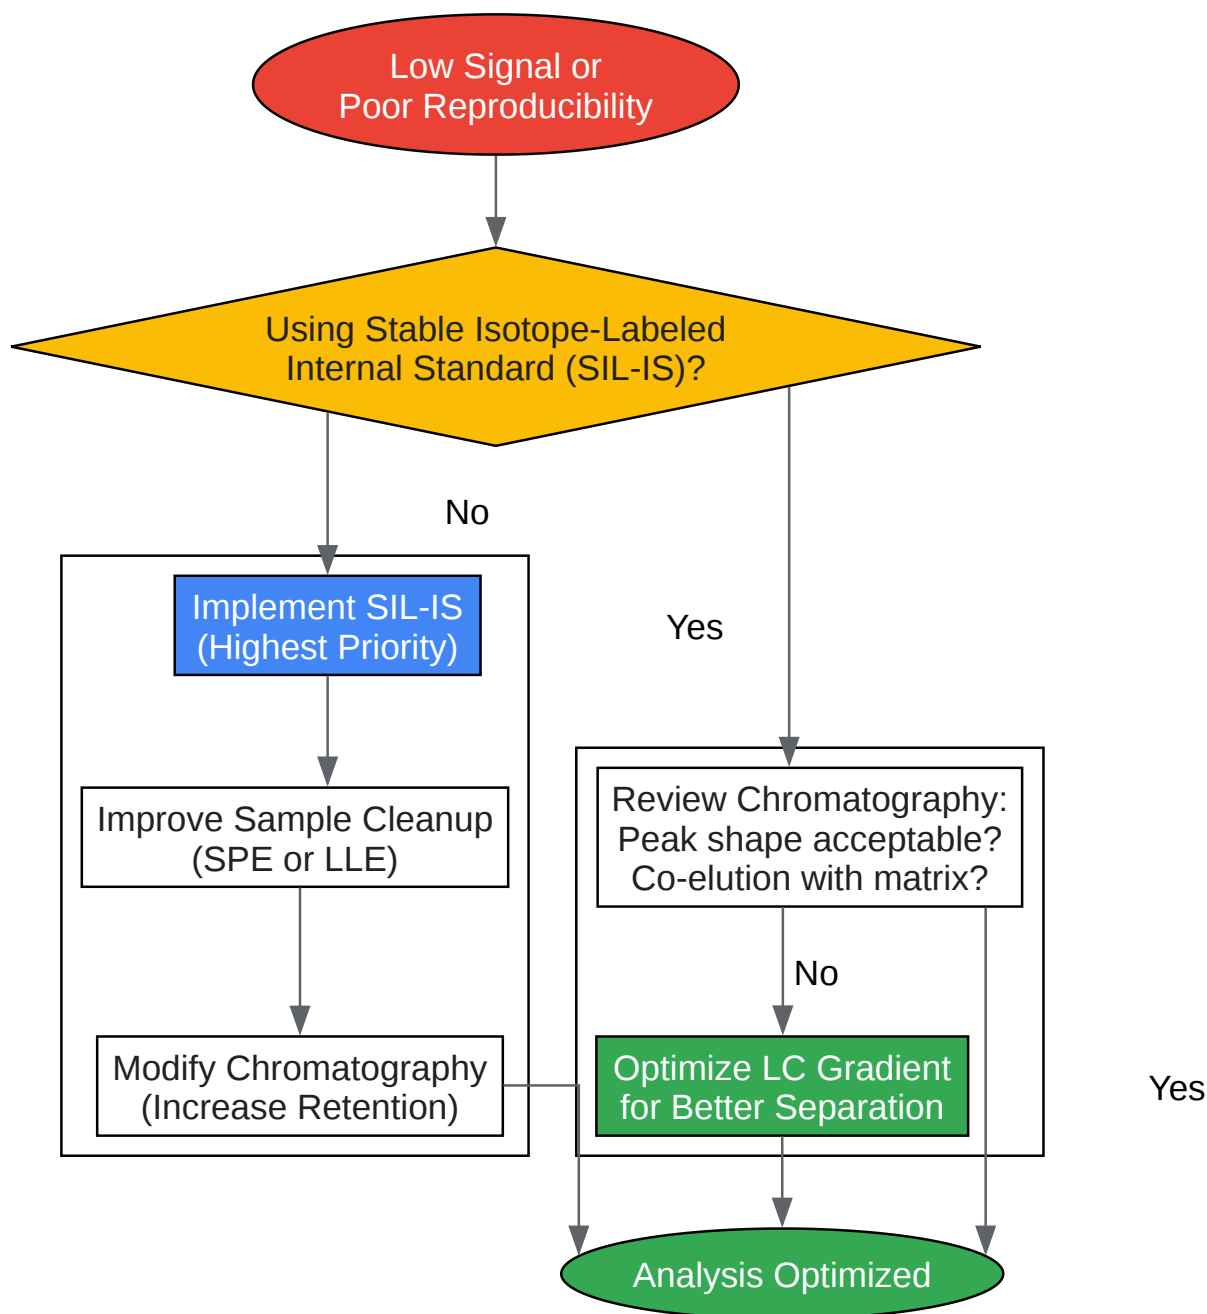 Low Signal or
Poor Reproducibility
Using Stable Isotope-Labeled
Internal Standard (SIL-IS)?
No
Implement SIL-IS
(Highest Priority)
Yes
Improve Sample Cleanup
(SPE or LLE)
Review Chromatography:
Peak shape acceptable?
Co-elution with matrix?
No
Modify Chromatography
(Increase Retention)
Optimize LC Gradient
for Better Separation
Yes
Analysis Optimized